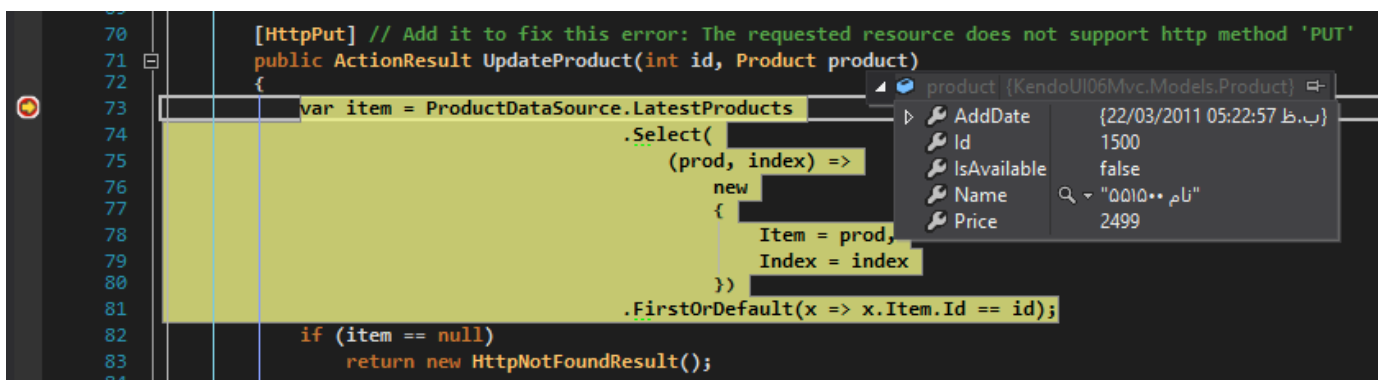 70 [HttpPut] // Add it to fix this error: The requested resource does not support http method 'PUT'
71 public ActionResult UpdateProduct(int id, Product product)
72 {
73 var item = ProductDataSource.LatestProducts
74 .Select(
75 (prod, index) =>
76 new
77 {
78 Item = prod,
79 Index = index
80 })
81 .FirstOrDefault(x => x.Item.Id == id);
82 if (item == null)
83 return new HttpNotFoundResult();
product {KendoUI06Mvc.Models.Product}
AddDate {22/03/2011 05:22:57 ب.ظ}
Id 1500
IsAvailable false
Name "نام ۵۵۱۵۰۰"
Price 2499